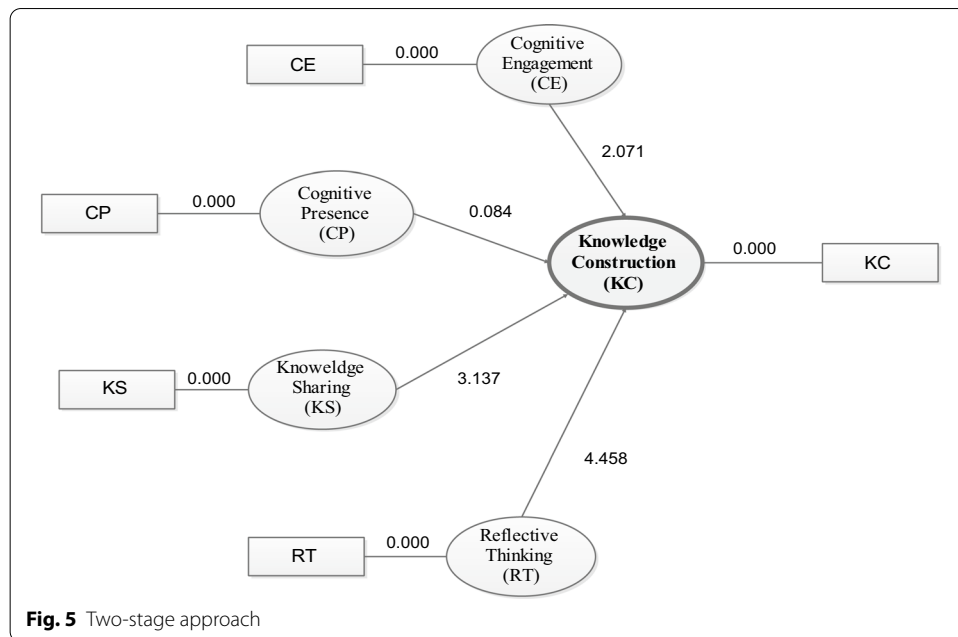 CE
0.000
Cognitive
Engagement
(CE)
2.071
CP
0.000
Cognitive
Presence
(CP)
0.084
Knowledge
Construction
(KC)
0.000
KC
KS
0.000
Knoweldge
Sharing
(KS)
3.137
4.458
RT
0.000
Reflective
Thinking
(RT)
Fig. 5 Two-stage approach